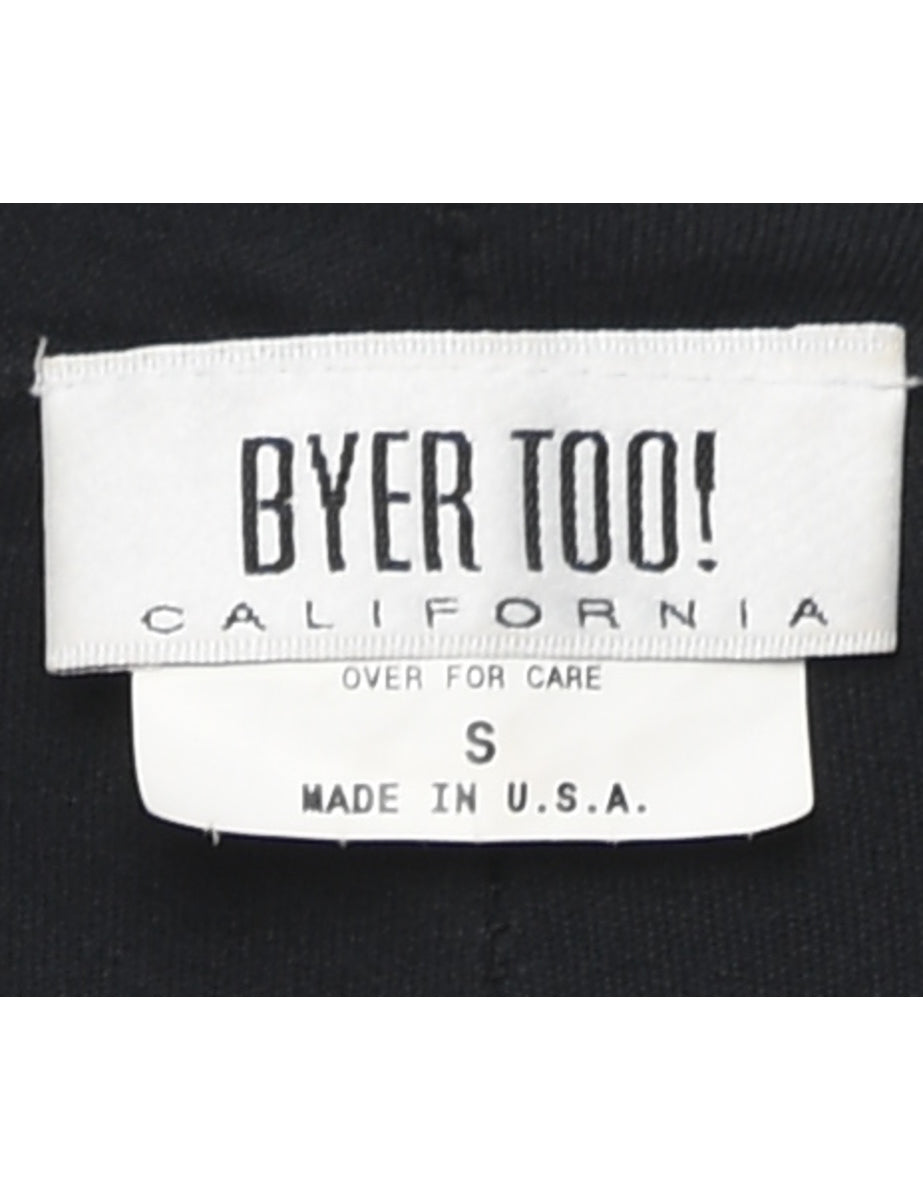 BYER TOO!
CALIFORNIA
OVER FOR CARE
S
MADE IN U.S.A.